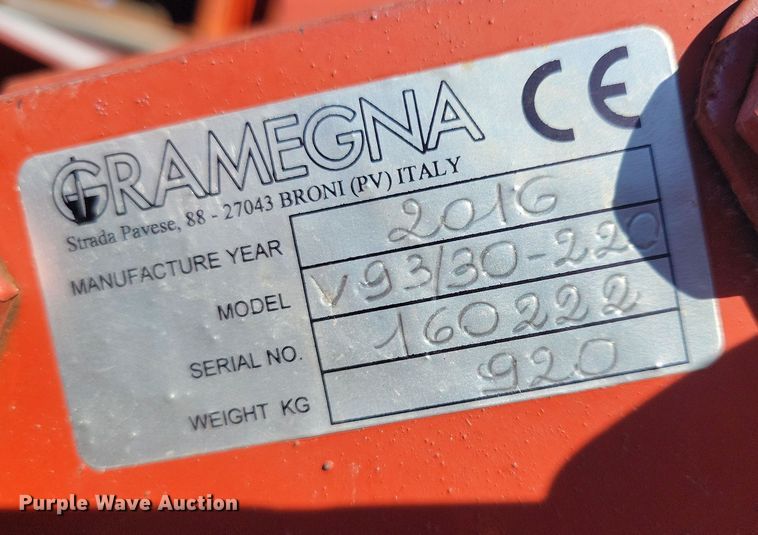 GRAMEGNA CE
Strada Pavese, 88 - 27043 BRONI (PV) ITALY
MANUFACTURE YEAR 2016
MODEL V93/30-220
SERIAL NO. 160222
WEIGHT KG 920
Purple Wave Auction